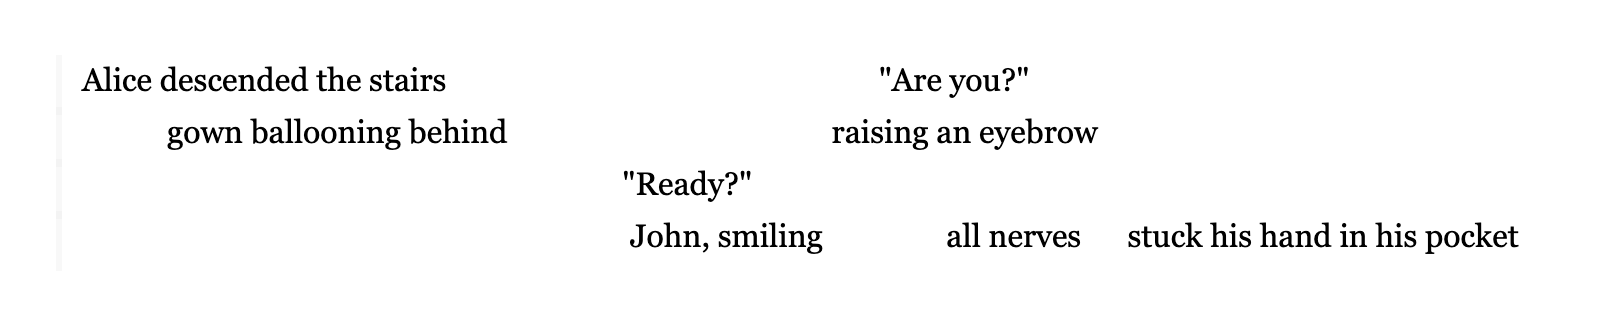 Alice descended the stairs "Are you?"
gown ballooning behind raising an eyebrow
"Ready?"
John, smiling all nerves stuck his hand in his pocket